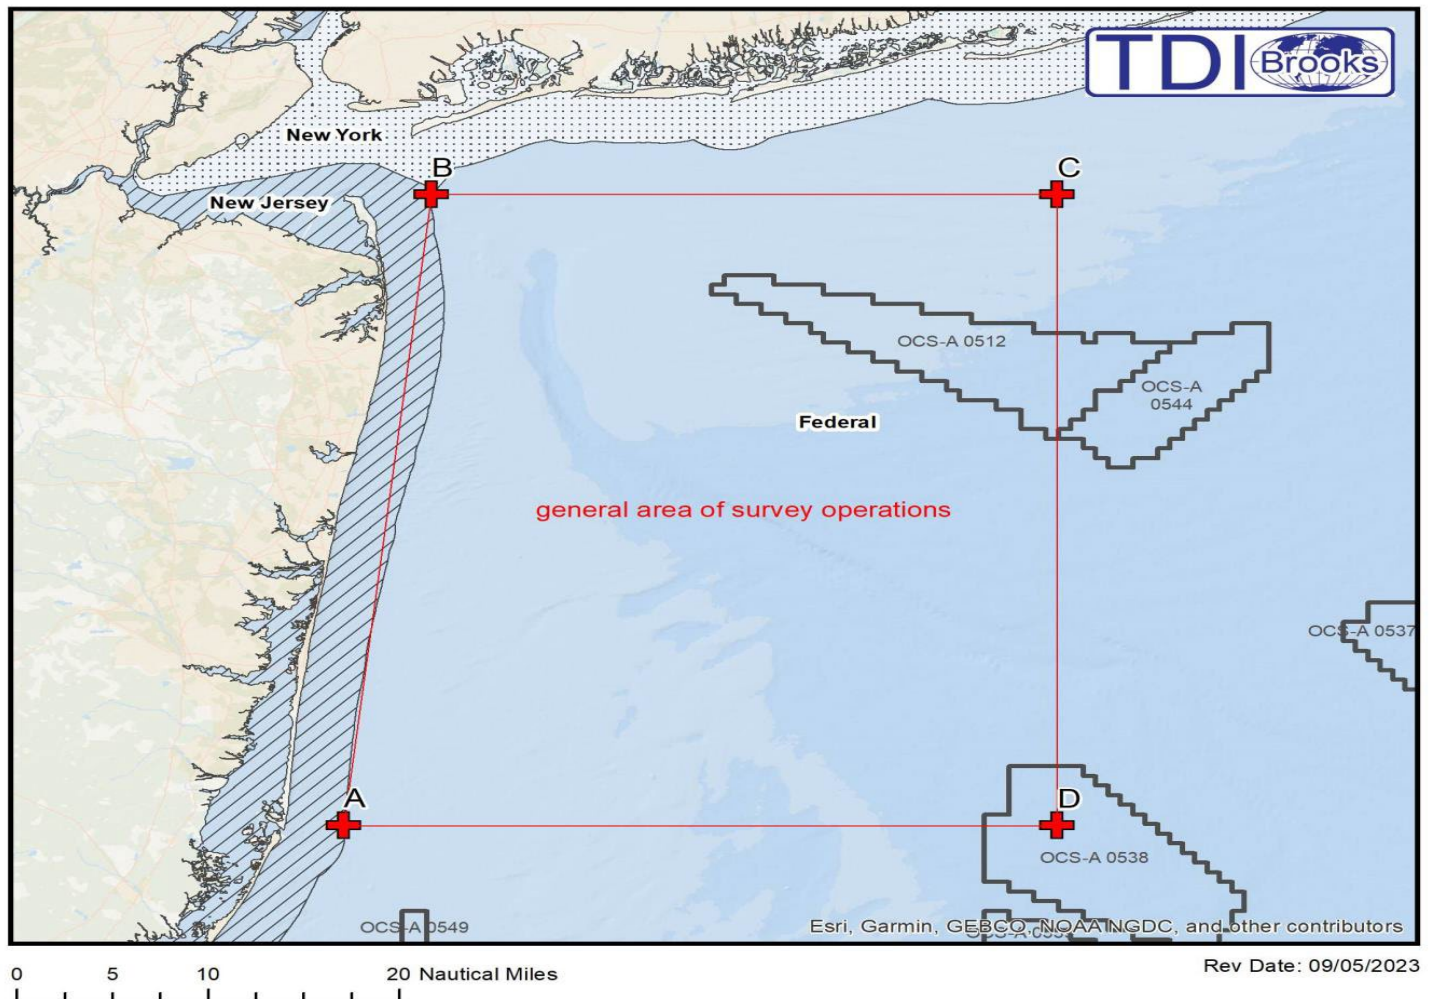 TDI Brooks
New York
B
C
New Jersey
OCS-A 0512
OCS-A
0544
Federal
general area of survey operations
OCS-A 0537
A
D
OCS-A 0538
OCS-A 0549
Esri, Garmin, GEBCO, NOAA NGDC, and other contributors
Rev Date: 09/05/2023
0 5 10 20 Nautical Miles